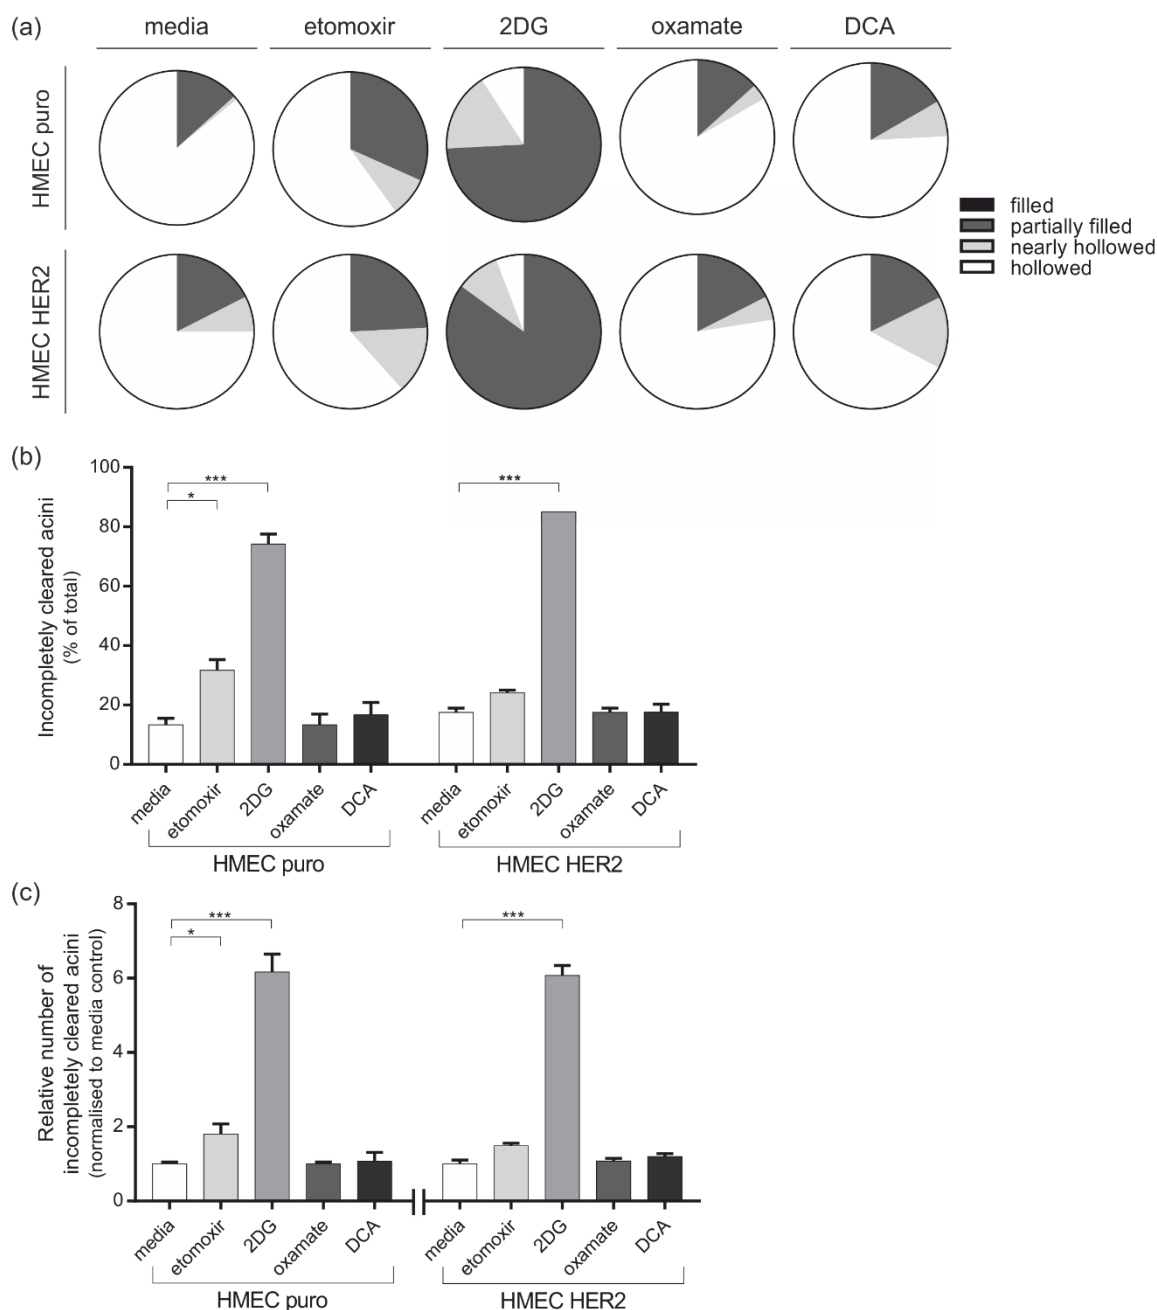 (a)
media etomoxir 2DG oxamate DCA
HMEC puro
HMEC HER2
filled
partially filled
nearly hollowed
hollowed
(b)
Incompletely cleared acini
(% of total)
100
80
60
40
20
0
***
*
***
media etomoxir 2DG oxamate DCA media etomoxir 2DG oxamate DCA
HMEC puro HMEC HER2
(c)
Relative number of
incompletely cleared acini
(normalised to media control)
8
6
4
2
0
***
*
***
media etomoxir 2DG oxamate DCA media etomoxir 2DG oxamate DCA
HMEC puro HMEC HER2